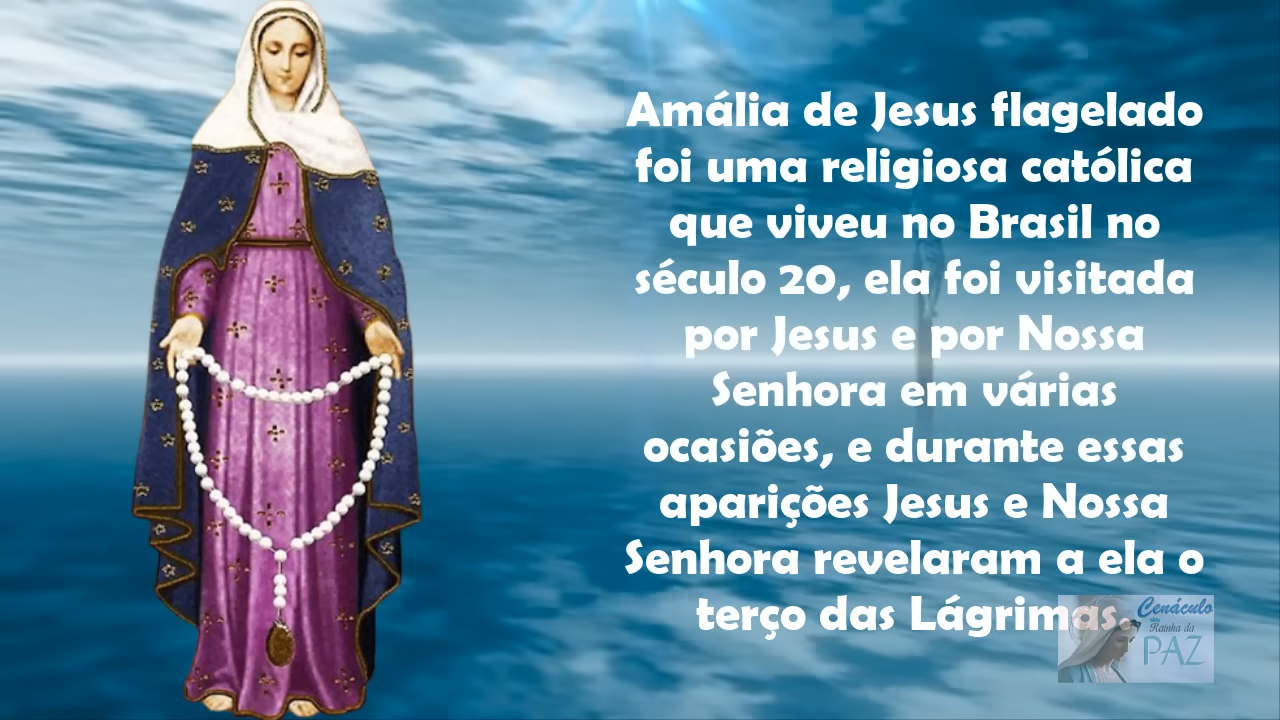 Amália de Jesus flagelado
foi uma religiosa católica
que viveu no Brasil no
século 20, ela foi visitada
por Jesus e por Nossa
Senhora em várias
ocasiões, e durante essas
aparições Jesus e Nossa
Senhora revelaram a ela o
terço das Lágrimas.
Cenáculo
Rainha da
PAZ